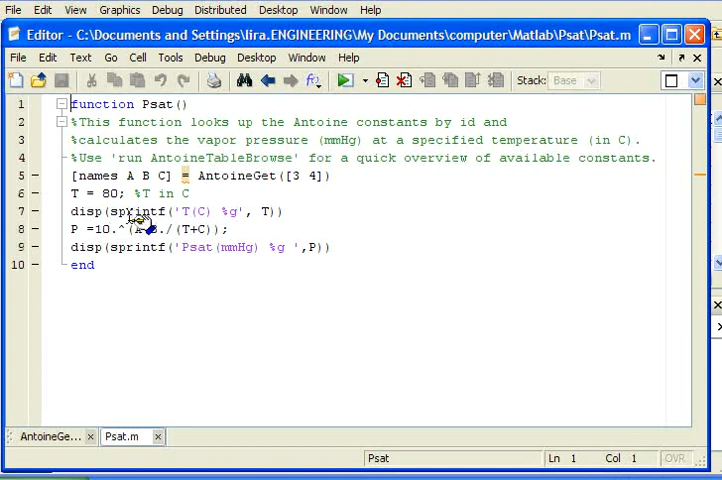 File Edit View Graphics Debug Distributed Desktop Window Help
Editor - C:\Documents and Settings\lira.ENGINEERING\My Documents\computer\Matlab\Psat\Psat.m
File Edit Text Go Cell Tools Debug Desktop Window Help
Stack: Base
1 function Psat()
2 %This function looks up the Antoine constants by id and
3 %calculates the vapor pressure (mmHg) at a specified temperature (in C).
4 %Use 'run AntoineTableBrowse' for a quick overview of available constants.
5 [names A B C] = AntoineGet([3 4])
6 T = 80; %T in C
7 disp(sprintf('T(C) %g', T))
8 P =10.^(A B./(T+C));
9 disp(sprintf('Psat(mmHg) %g ',P))
10 end
AntoineGe... Psat.m
Psat Ln 1 Col 1 OVR